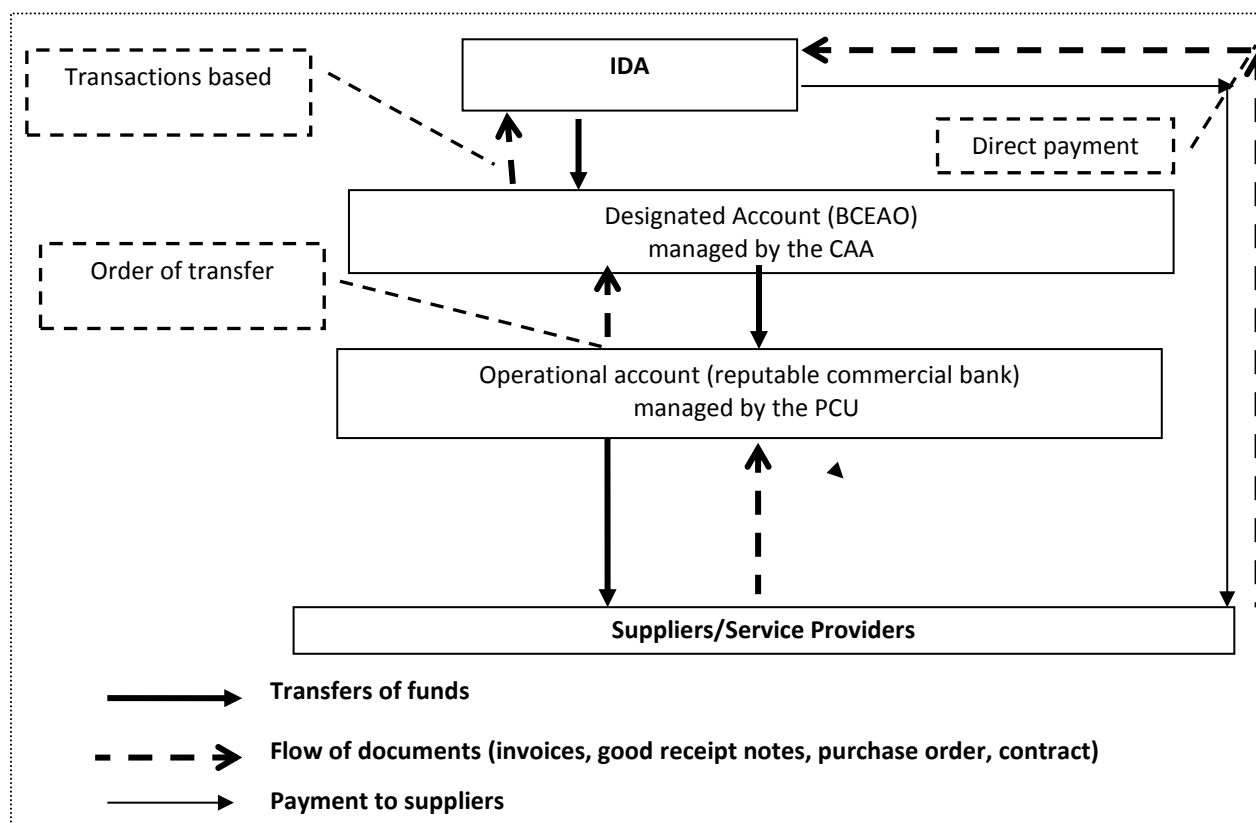 IDA
Transactions based
Direct payment
Designated Account (BCEAO)
managed by the CAA
Order of transfer
Operational account (reputable commercial bank)
managed by the PCU
Suppliers/Service Providers
Transfers of funds
Flow of documents (invoices, good receipt notes, purchase order, contract)
Payment to suppliers